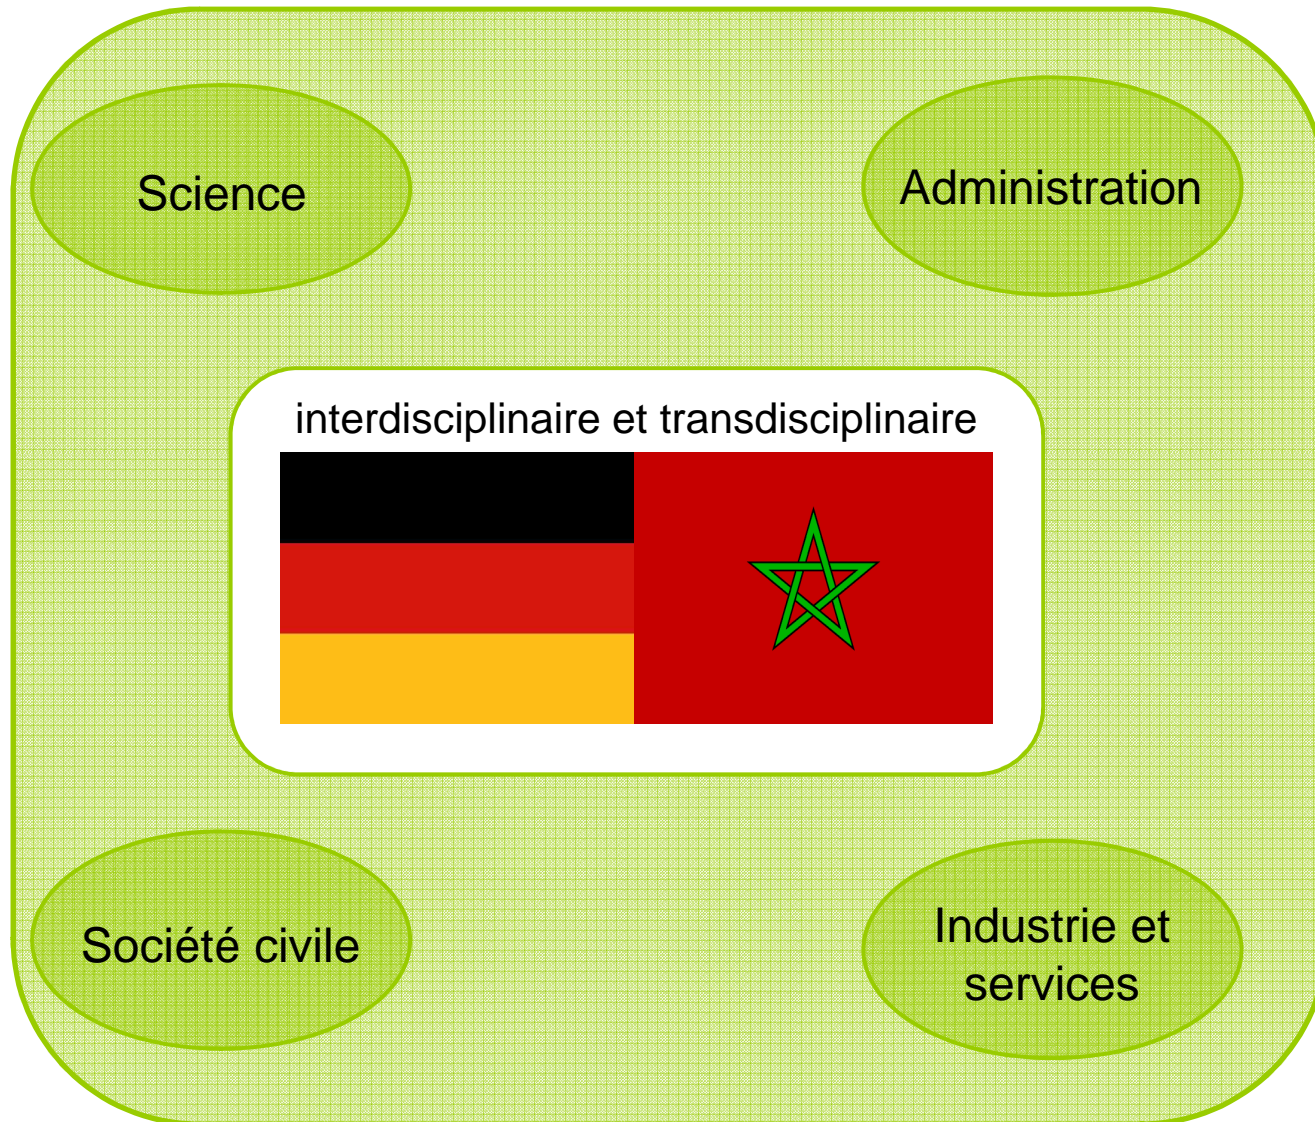 Science
Administration
interdisciplinaire et transdisciplinaire
Société civile
Industrie et
services